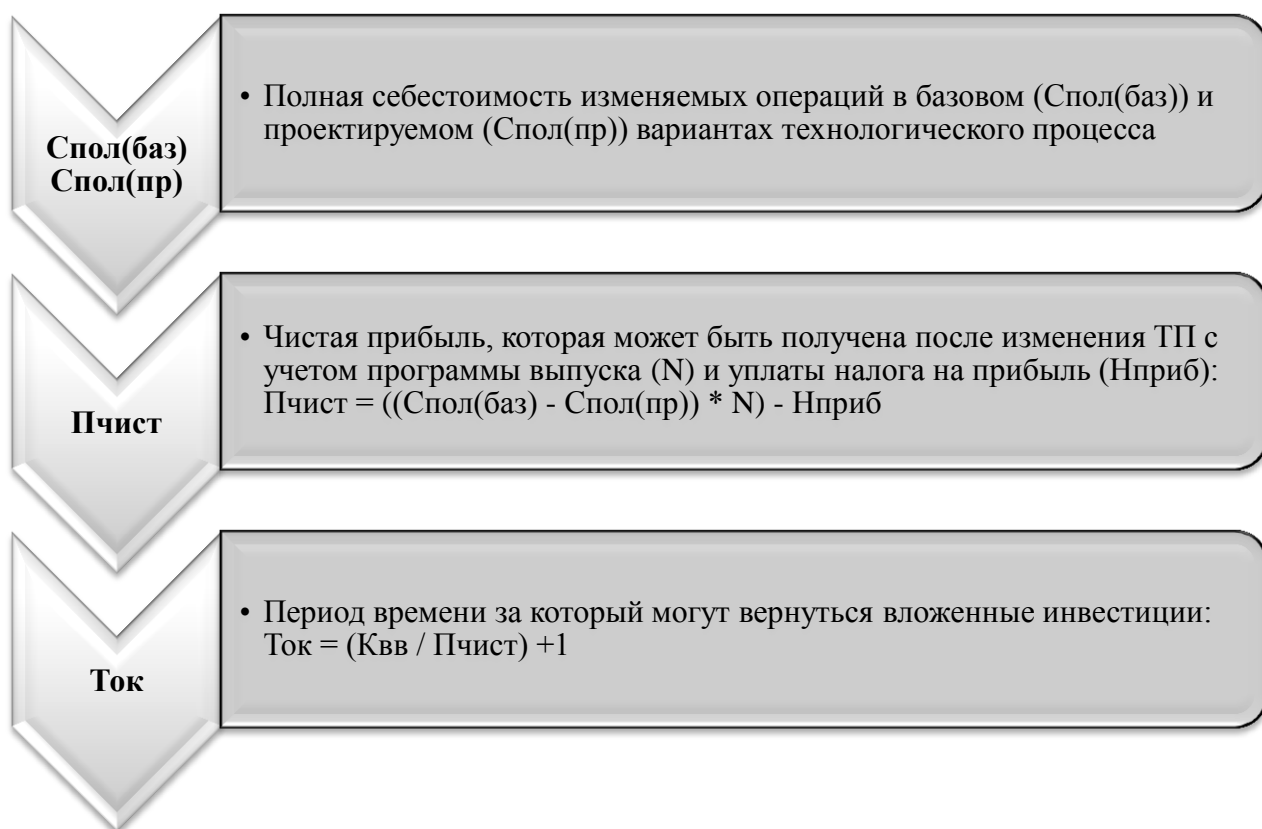 Спол(баз)
Спол(пр)
• Полная себестоимость изменяемых операций в базовом (Спол(баз)) и
проектируемом (Спол(пр)) вариантах технологического процесса
Пчист
• Чистая прибыль, которая может быть получена после изменения ТП с
учетом программы выпуска (N) и уплаты налога на прибыль (Нприб):
Пчист = ((Спол(баз) - Спол(пр)) * N) - Нприб
Ток
• Период времени за который могут вернуться вложенные инвестиции:
Ток = (Квв / Пчист) +1